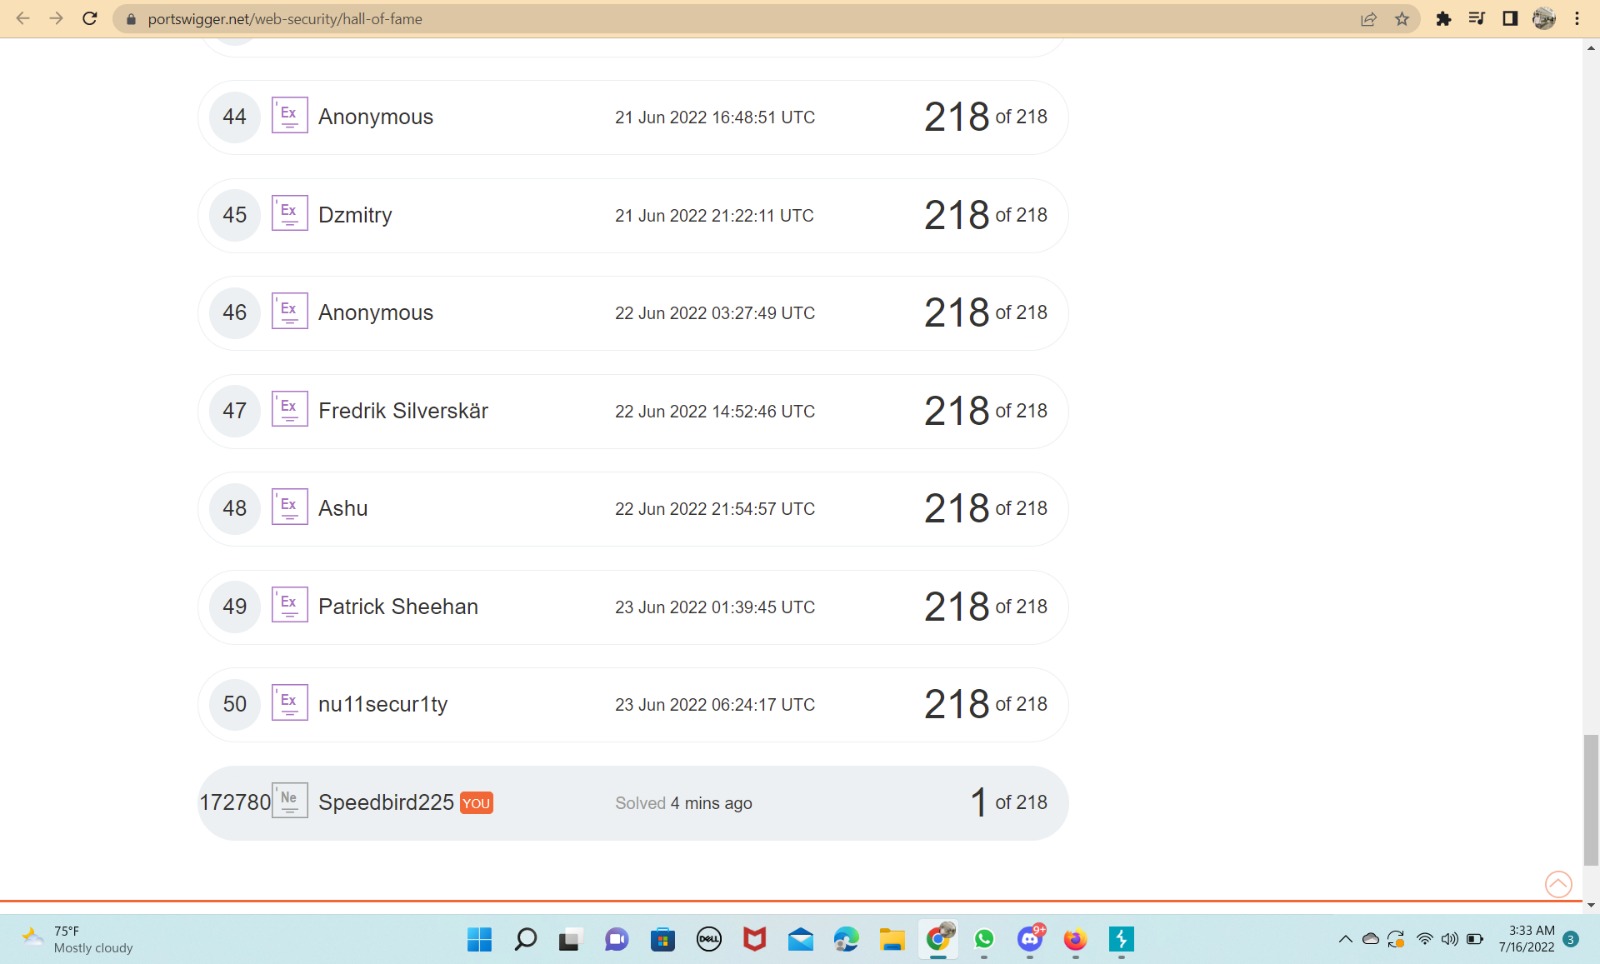 portswigger.net/web-security/hall-of-fame
44 Ex Anonymous 21 Jun 2022 16:48:51 UTC 218 of 218
45 Ex Dzmitry 21 Jun 2022 21:22:11 UTC 218 of 218
46 Ex Anonymous 22 Jun 2022 03:27:49 UTC 218 of 218
47 Ex Fredrik Silverskär 22 Jun 2022 14:52:46 UTC 218 of 218
48 Ex Ashu 22 Jun 2022 21:54:57 UTC 218 of 218
49 Ex Patrick Sheehan 23 Jun 2022 01:39:45 UTC 218 of 218
50 Ex nu11secur1ty 23 Jun 2022 06:24:17 UTC 218 of 218
172780 Ne Speedbird225 YOU Solved 4 mins ago 1 of 218
75°F
Mostly cloudy
DELL
9+
3:33 AM
7/16/2022
3